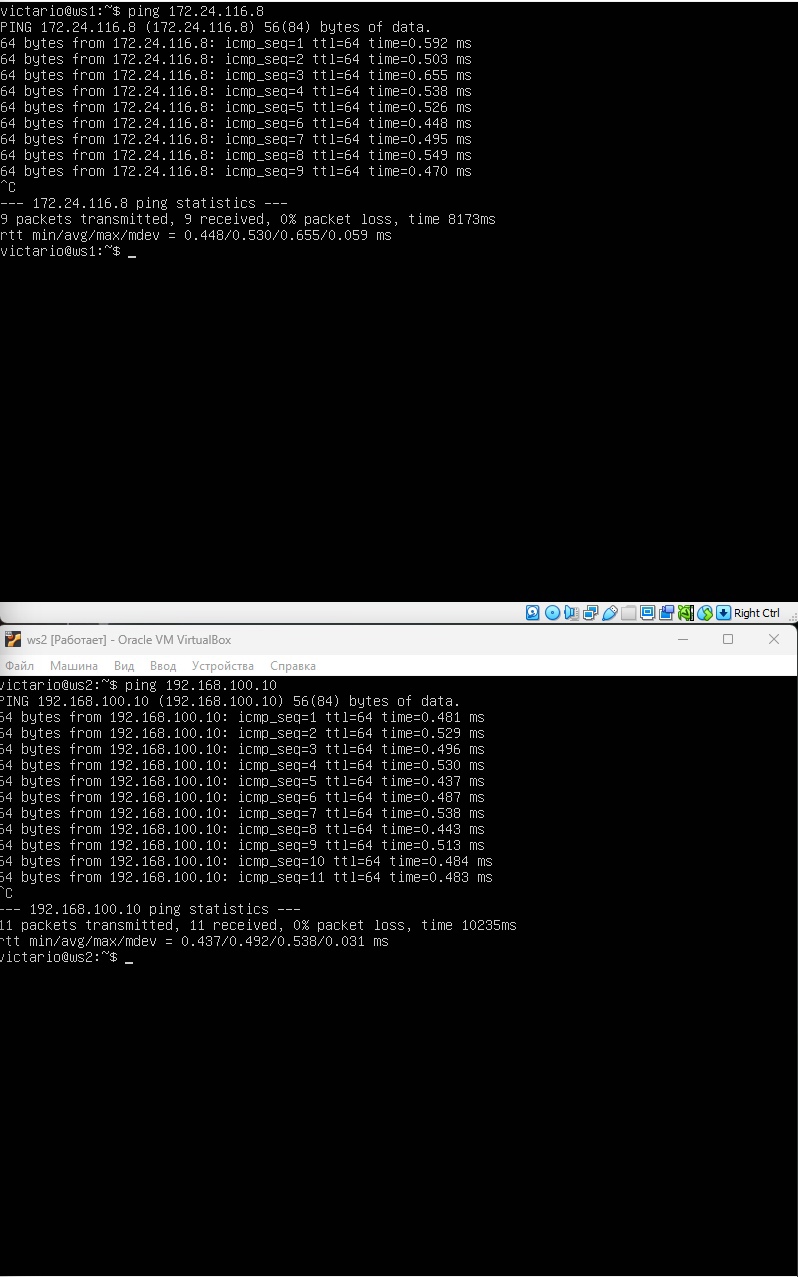 victario@ws1:~$ ping 172.24.116.8
PING 172.24.116.8 (172.24.116.8) 56(84) bytes of data.
64 bytes from 172.24.116.8: icmp_seq=1 ttl=64 time=0.592 ms
64 bytes from 172.24.116.8: icmp_seq=2 ttl=64 time=0.503 ms
64 bytes from 172.24.116.8: icmp_seq=3 ttl=64 time=0.655 ms
64 bytes from 172.24.116.8: icmp_seq=4 ttl=64 time=0.538 ms
64 bytes from 172.24.116.8: icmp_seq=5 ttl=64 time=0.526 ms
64 bytes from 172.24.116.8: icmp_seq=6 ttl=64 time=0.448 ms
64 bytes from 172.24.116.8: icmp_seq=7 ttl=64 time=0.495 ms
64 bytes from 172.24.116.8: icmp_seq=8 ttl=64 time=0.549 ms
64 bytes from 172.24.116.8: icmp_seq=9 ttl=64 time=0.470 ms
^C
--- 172.24.116.8 ping statistics ---
9 packets transmitted, 9 received, 0% packet loss, time 8173ms
rtt min/avg/max/mdev = 0.448/0.530/0.655/0.059 ms
victario@ws1:~$ _
Right Ctrl
ws2 [Работает] - Oracle VM VirtualBox
Файл Машина Вид Ввод Устройства Справка
victario@ws2:~$ ping 192.168.100.10
PING 192.168.100.10 (192.168.100.10) 56(84) bytes of data.
64 bytes from 192.168.100.10: icmp_seq=1 ttl=64 time=0.481 ms
64 bytes from 192.168.100.10: icmp_seq=2 ttl=64 time=0.529 ms
64 bytes from 192.168.100.10: icmp_seq=3 ttl=64 time=0.496 ms
64 bytes from 192.168.100.10: icmp_seq=4 ttl=64 time=0.530 ms
64 bytes from 192.168.100.10: icmp_seq=5 ttl=64 time=0.437 ms
64 bytes from 192.168.100.10: icmp_seq=6 ttl=64 time=0.487 ms
64 bytes from 192.168.100.10: icmp_seq=7 ttl=64 time=0.538 ms
64 bytes from 192.168.100.10: icmp_seq=8 ttl=64 time=0.443 ms
64 bytes from 192.168.100.10: icmp_seq=9 ttl=64 time=0.513 ms
64 bytes from 192.168.100.10: icmp_seq=10 ttl=64 time=0.484 ms
64 bytes from 192.168.100.10: icmp_seq=11 ttl=64 time=0.483 ms
^C
--- 192.168.100.10 ping statistics ---
11 packets transmitted, 11 received, 0% packet loss, time 10235ms
rtt min/avg/max/mdev = 0.437/0.492/0.538/0.031 ms
victario@ws2:~$ _